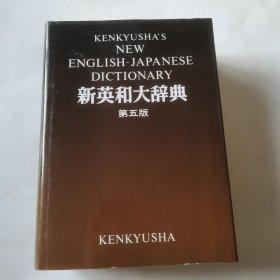 KENKYUSHA'S
NEW
ENGLISH-JAPANESE
DICTIONARY
新英和大辞典
第五版
KENKYUSHA